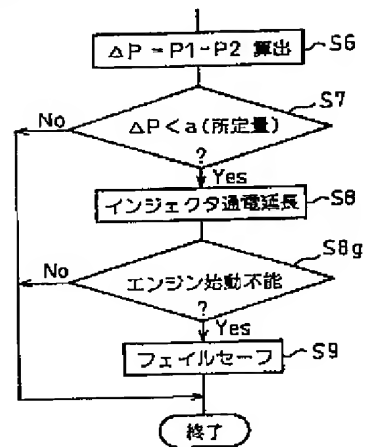 ΔP = P1-P2 算出 S6
S7
No
ΔP<a(所定量)
?
Yes
インジェクタ通電延長 S8
S8g
No
エンジン始動不能
?
Yes
フェイルセーフ S9
終了